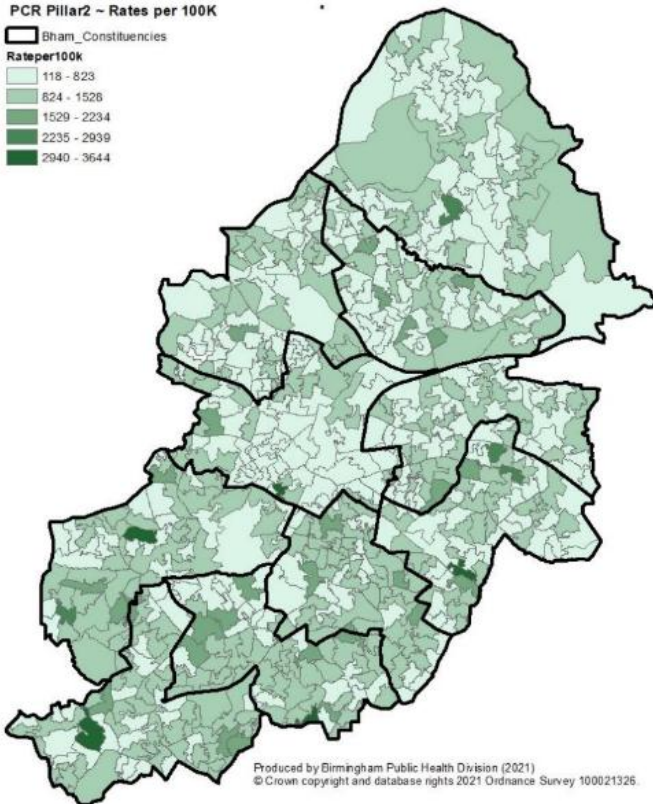 PCR Pillar2 ~ Rates per 100K
Bham_Constituencies
Rateper100k
118 - 823
824 - 1528
1529 - 2234
2235 - 2939
2940 - 3644
Produced by Birmingham Public Health Division (2021)
© Crown copyright and database rights 2021 Ordnance Survey 100021326.